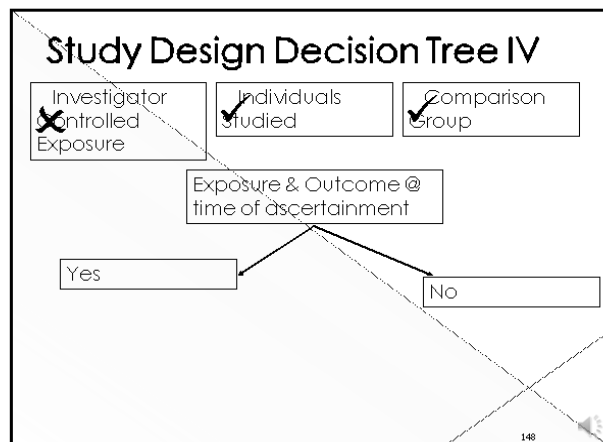 Study Design Decision Tree IV
Investigator
Controlled
Exposure
Individuals
Studied
Comparison
Group
Exposure & Outcome @
time of ascertainment
Yes
No
148